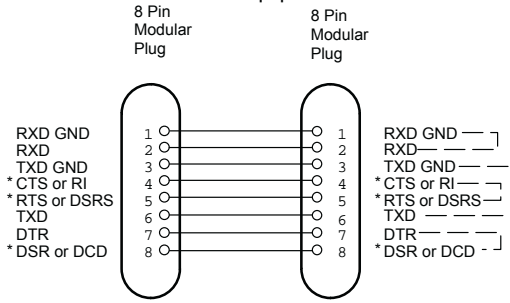 8 Pin
Modular
Plug
8 Pin
Modular
Plug
RXD GND 1 1 RXD GND
RXD 2 2 RXD
TXD GND 3 3 TXD GND
* CTS or RI 4 4 * CTS or RI
* RTS or DSRS 5 5 * RTS or DSRS
TXD 6 6 TXD
DTR 7 7 DTR
* DSR or DCD 8 8 * DSR or DCD